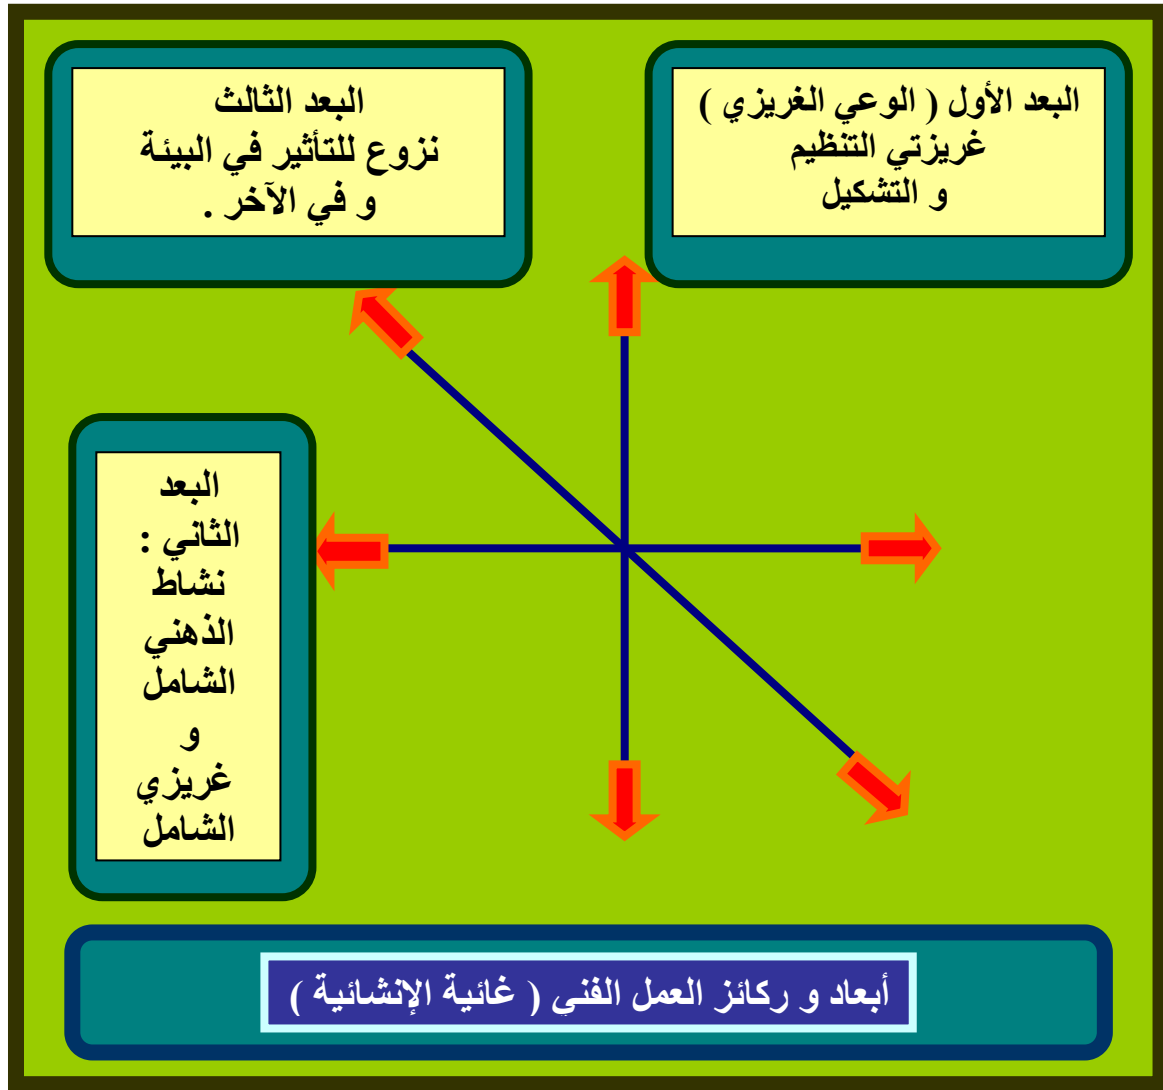 البعد الأول ( الوعي الغريزي )
غريزتي التنظيم
و التشكيل
البعد الثالث
نزوع للتأثير في البيئة
و في الآخر .
البعد
الثاني :
نشاط
الذهني
الشامل
و
غريزي
الشامل
أبعاد و ركائز العمل الفني ( غائية الإنشائية )